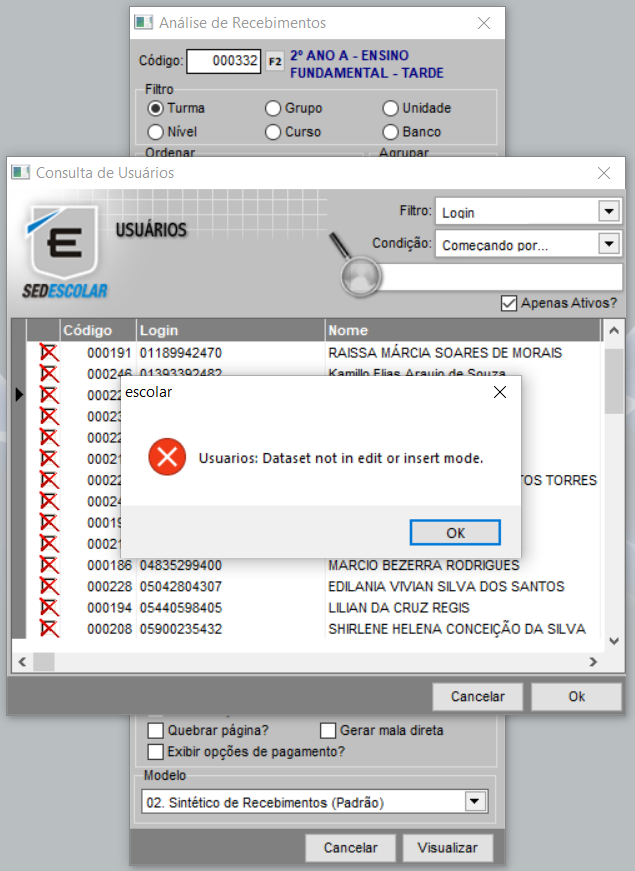 Análise de Recebimentos
Código: 000332 F2 2º ANO A - ENSINO
FUNDAMENTAL - TARDE
Filtro
Turma Grupo Unidade
Nível Curso Banco
Ordenar Agrupar
Consulta de Usuários
USUÁRIOS
Filtro: Login
Condição: Começando por...
E
SEDESCOLAR
Apenas Ativos?
Código Login Nome
000191 01189942470 RAISSA MÁRCIA SOARES DE MORAIS
000246 01393392482 Kamillo Elias Araujo de Souza
00022
00023
00022
00021
00022 OS TORRES
00024
00019
00021
000186 04835299400 MARCIO BEZERRA RODRIGUES
000228 05042804307 EDILANIA VIVIAN SILVA DOS SANTOS
000194 05440598405 LILIAN DA CRUZ REGIS
000208 05900235432 SHIRLENE HELENA CONCEIÇÃO DA SILVA
escolar
Usuarios: Dataset not in edit or insert mode.
OK
Cancelar Ok
Quebrar página? Gerar mala direta
Exibir opções de pagamento?
Modelo
02. Sintético de Recebimentos (Padrão)
Cancelar Visualizar